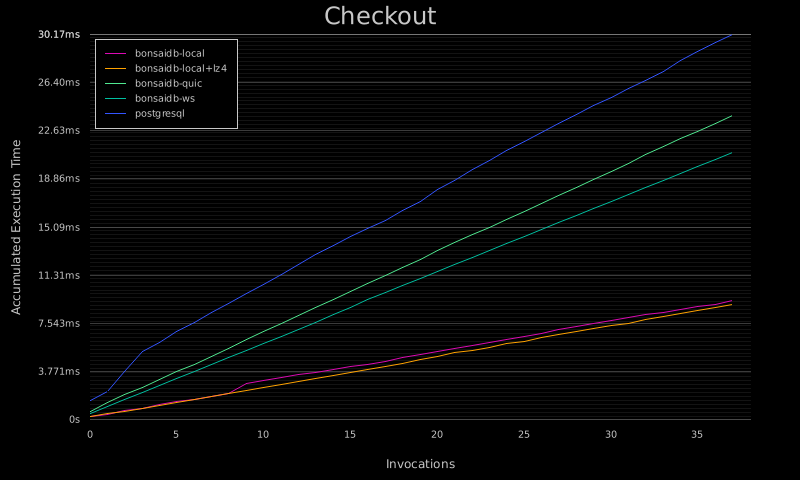 Checkout
30.17ms
26.40ms
22.63ms
18.86ms
15.09ms
11.31ms
7.543ms
3.771ms
0s
Accumulated Execution Time
bonsaidb-local
bonsaidb-local+lz4
bonsaidb-quic
bonsaidb-ws
postgresql
0 5 10 15 20 25 30 35
Invocations